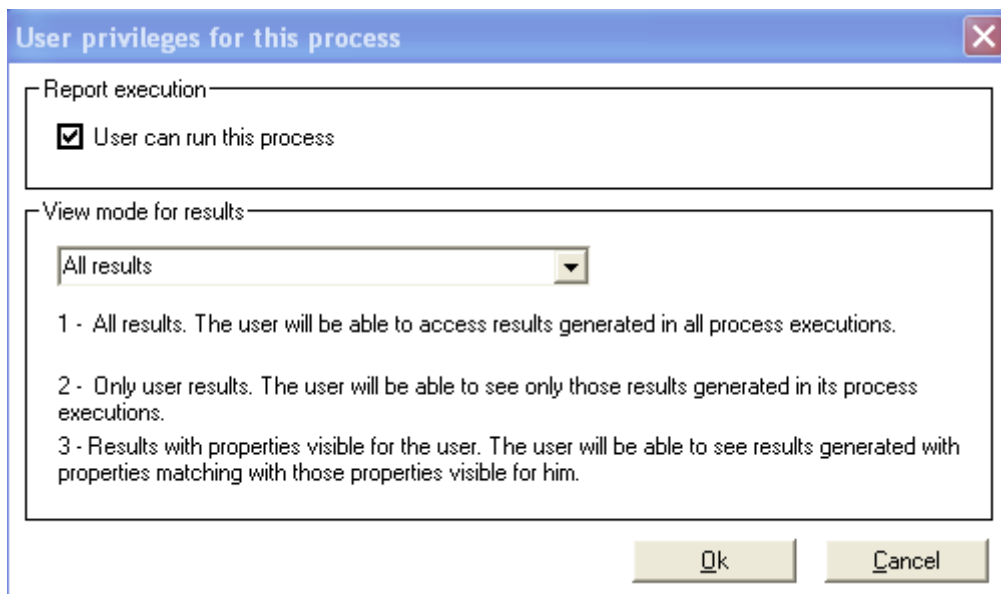 User privileges for this process
Report execution
User can run this process
View mode for results
All results
1 -  All results. The user will be able to access results generated in all process executions.
2 -  Only user results. The user will be able to see only those results generated in its process
executions.
3 - Results with properties visible for the user. The user will be able to see results generated with
properties matching with those properties visible for him.
Ok Cancel